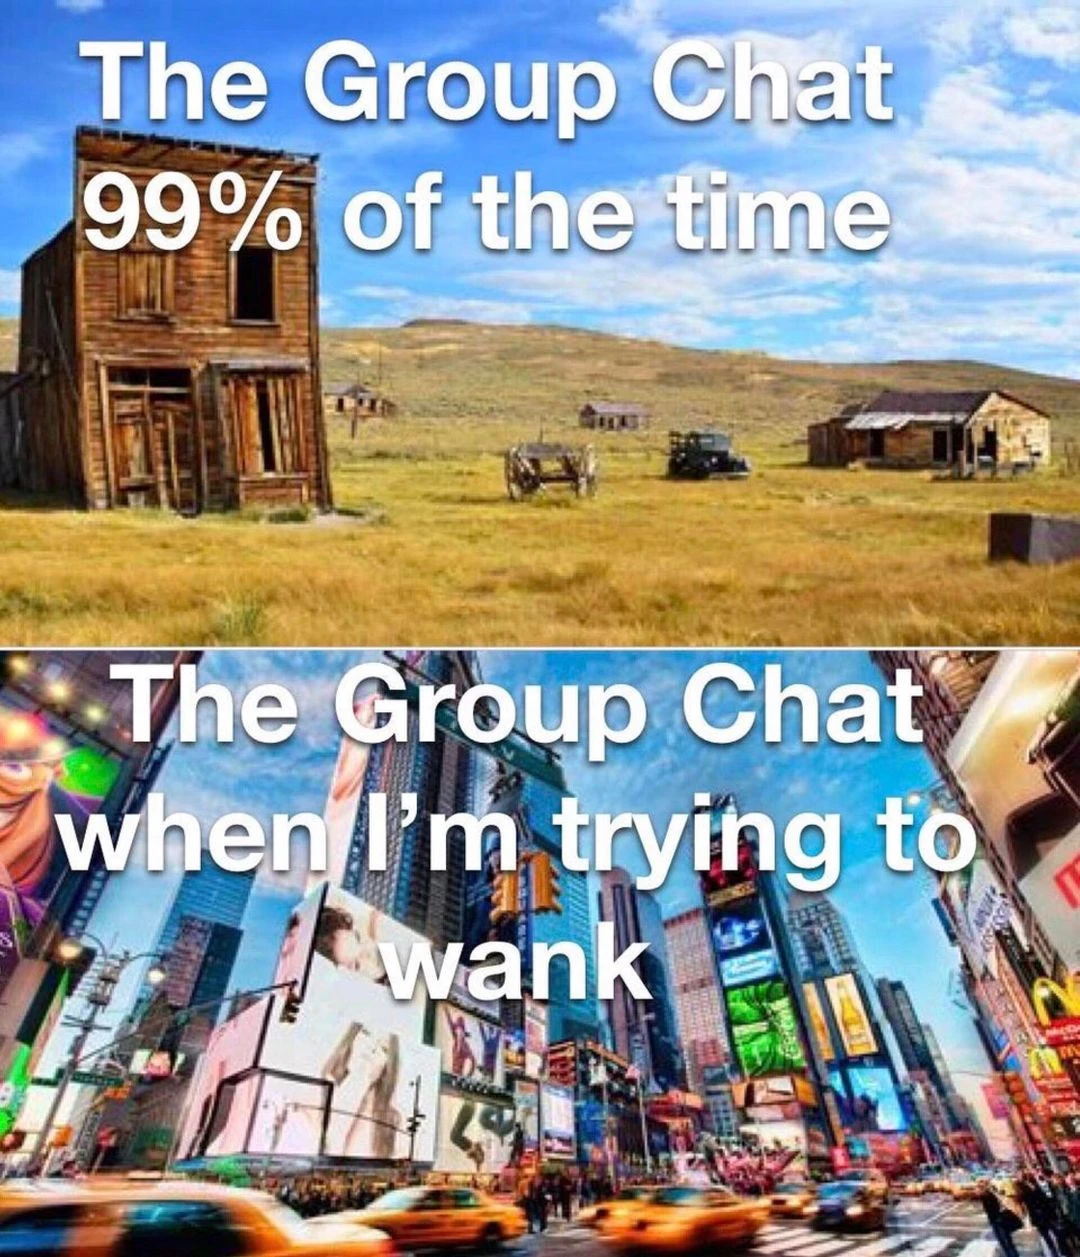 The Group Chat
99% of the time
The Group Chat
when I'm trying to
wank